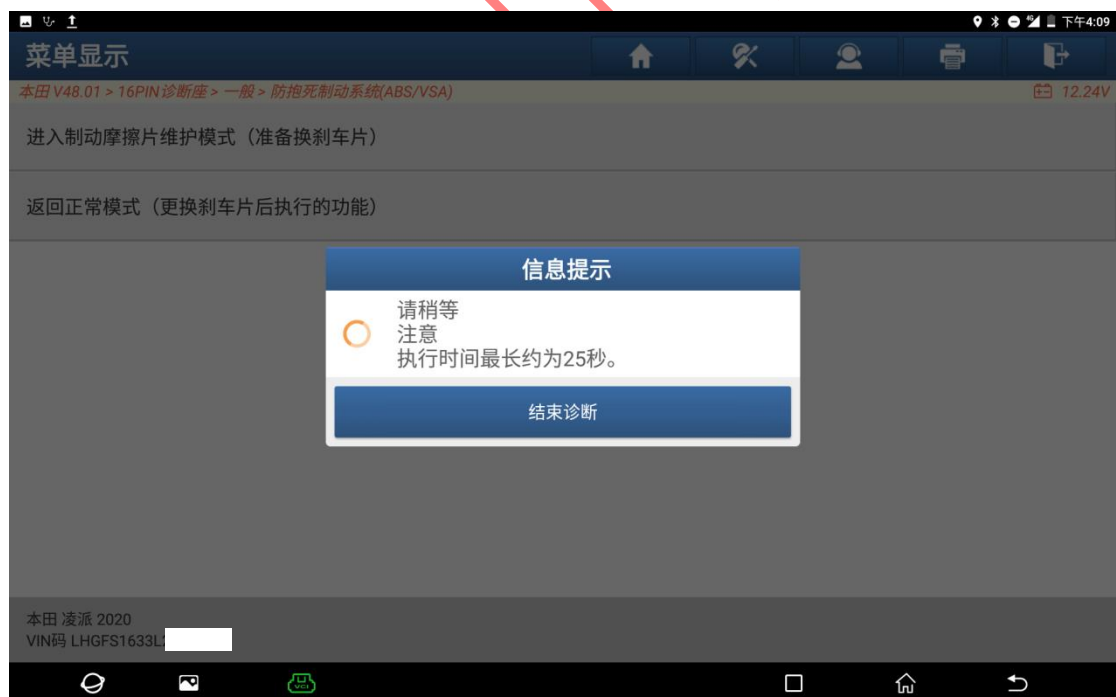 下午4:09
菜单显示
本田 V48.01 > 16PIN诊断座 > 一般 > 防抱死制动系统(ABS/VSA)
12.24V
进入制动摩擦片维护模式（准备换刹车片）
返回正常模式（更换刹车片后执行的功能）
信息提示
请稍等
注意
执行时间最长约为25秒。
结束诊断
本田 凌派 2020
VIN码 LHGFS1633L
VCI